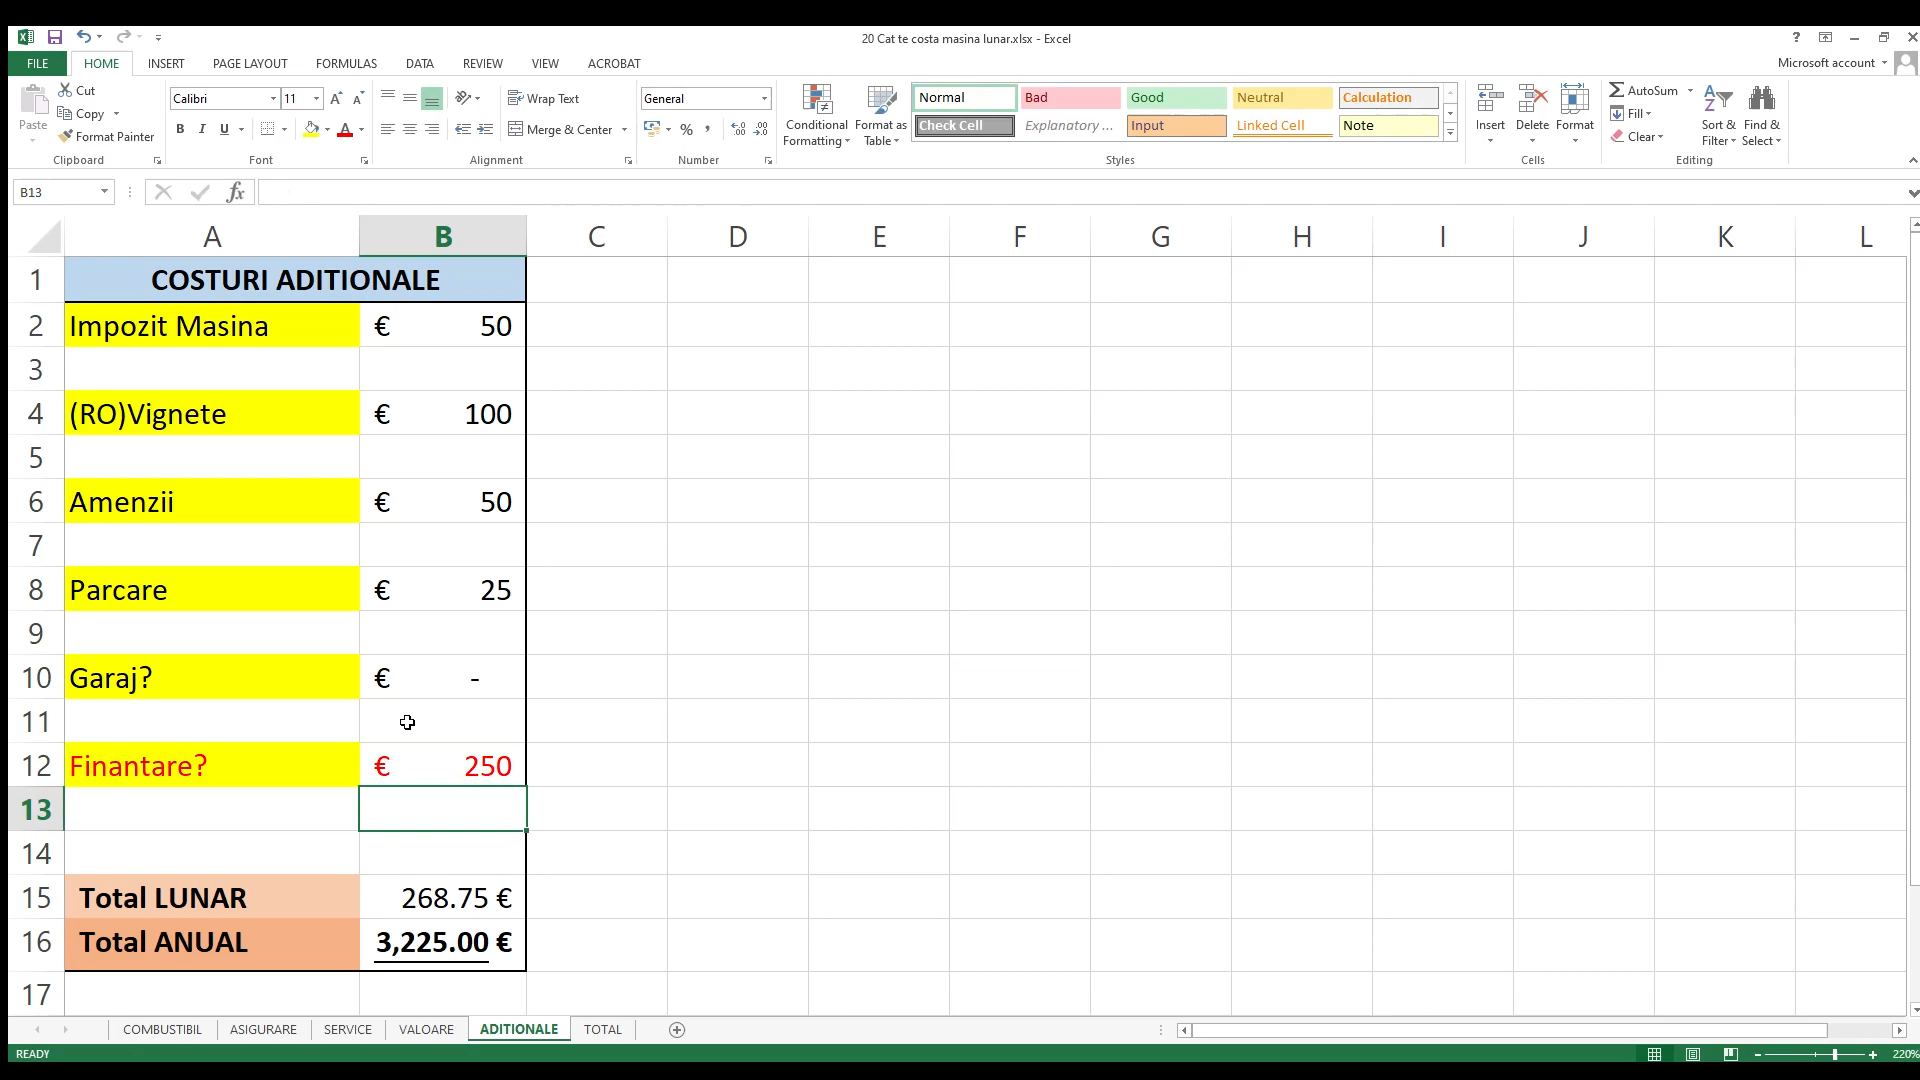 20 Cat te costa masina lunar.xlsx - Excel
?
FILE HOME INSERT PAGE LAYOUT FORMULAS DATA REVIEW VIEW ACROBAT
Microsoft account
Paste
Cut
Copy
Format Painter
Clipboard
Calibri 11
B I U
Font
Wrap Text
Merge & Center
Alignment
General
%
Number
Conditional Formatting
Format as Table
Normal Bad Good Neutral Calculation
Check Cell Explanatory ... Input Linked Cell Note
Styles
Insert Delete Format
Cells
AutoSum
Fill
Clear
Sort & Filter
Find & Select
Editing
B13
fx
A B C D E F G H I J K L
1 COSTURI ADITIONALE
2 Impozit Masina € 50
3
4 (RO)Vignete € 100
5
6 Amenzii € 50
7
8 Parcare € 25
9
10 Garaj? € -
11
12 Finantare? € 250
13
14
15 Total LUNAR 268.75 €
16 Total ANUAL 3,225.00 €
17
COMBUSTIBIL ASIGURARE SERVICE VALOARE ADITIONALE TOTAL
READY
220%